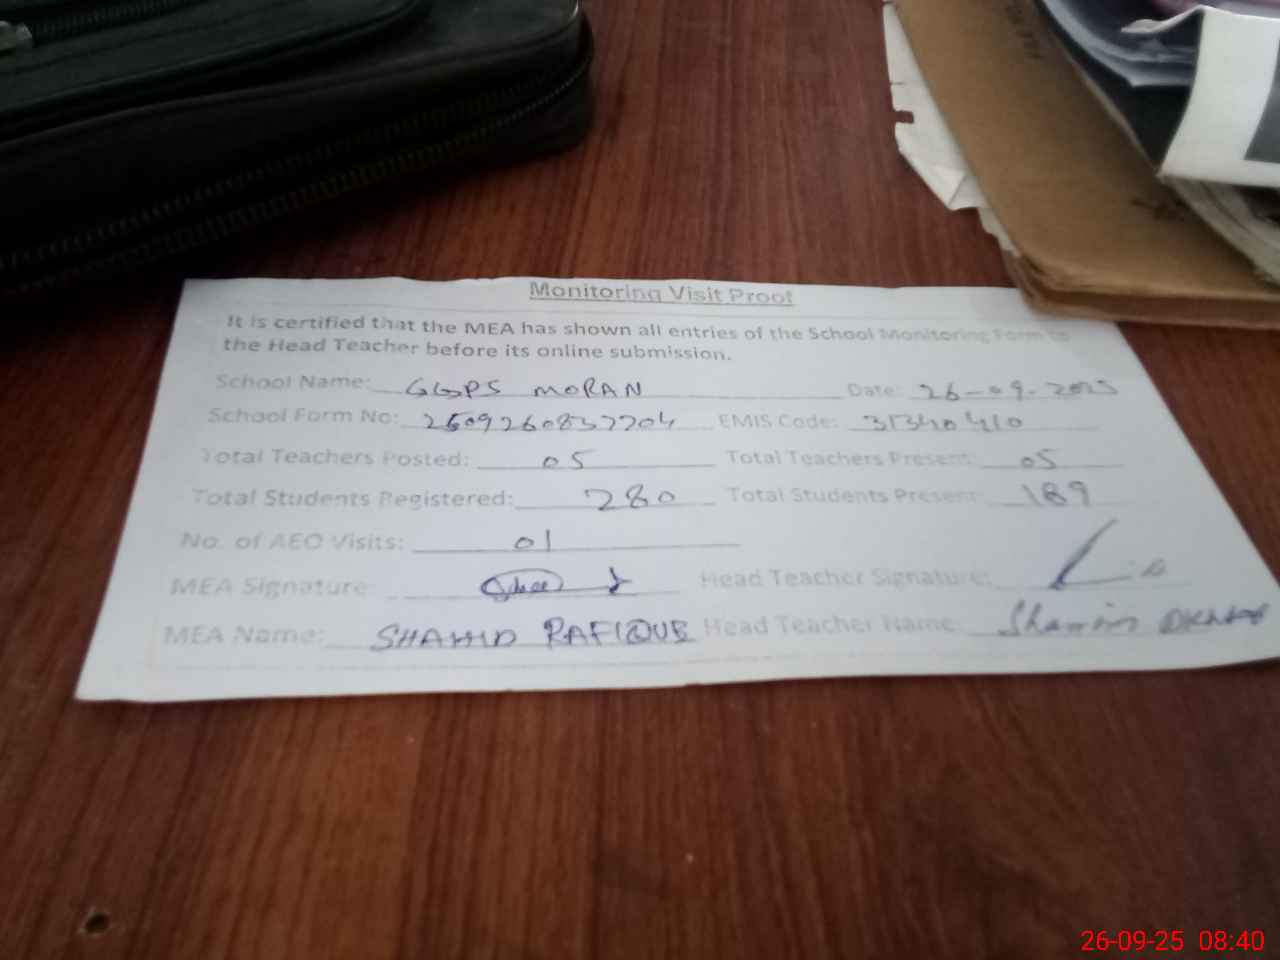 Monitoring Visit Proof
It is certified that the MEA has shown all entries of the School Monitoring Form to
the Head Teacher before its online submission.
School Name: GGPS MORAN Date: 26-09-2025
School Form No: EMIS Code:
Total Teachers Posted: 05 Total Teachers Present: 05
Total Students Registered: 280 Total Students Present: 189
No. of AEO Visits: 01
MEA Signature: Head Teacher Signature:
MEA Name: SHAHID RAFIQUE Head Teacher Name:
26-09-25 08:40